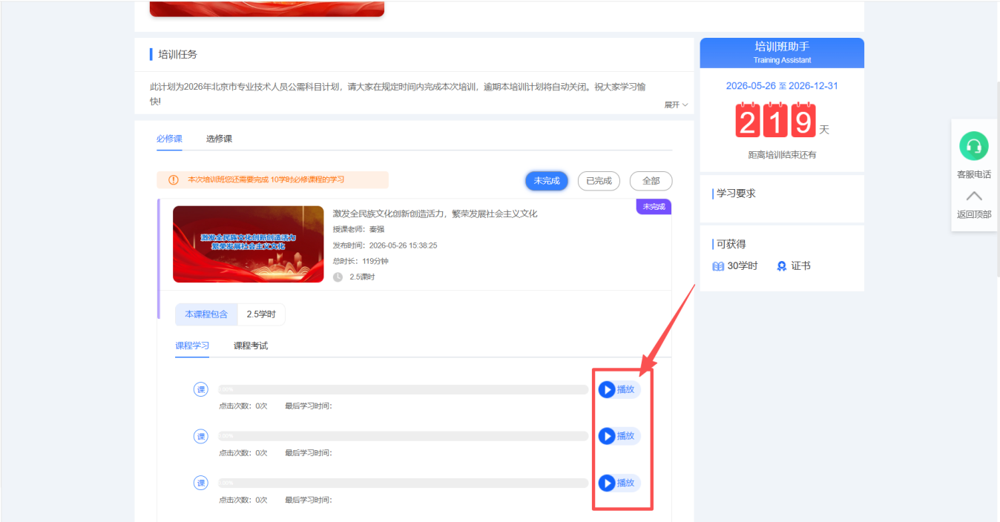 培训任务
此计划为2026年北京市专业技术人员公需科目计划，请大家在规定时间内完成本次培训，逾期本培训计划将自动关闭。祝大家学习愉
快!
展开
必修课 选修课
本次培训班您还需要完成 10学时必修课程的学习
未完成 已完成 全部
未完成
激发全民族文化创新创造活力
繁荣发展社会主义文化
激发全民族文化创新创造活力，繁荣发展社会主义文化
授课老师：秦强
发布时间：2026-05-26 15:38:25
总时长：119分钟
2.5课时
本课程包含 2.5学时
课程学习 课程考试
课 播放
点击次数：0次 最后学习时间：
课 播放
点击次数：0次 最后学习时间：
课 播放
点击次数：0次 最后学习时间：
培训班助手
Training Assistant
2026-05-26 至 2026-12-31
219天
距离培训结束还有
学习要求
可获得
30学时 证书
客服电话
返回顶部